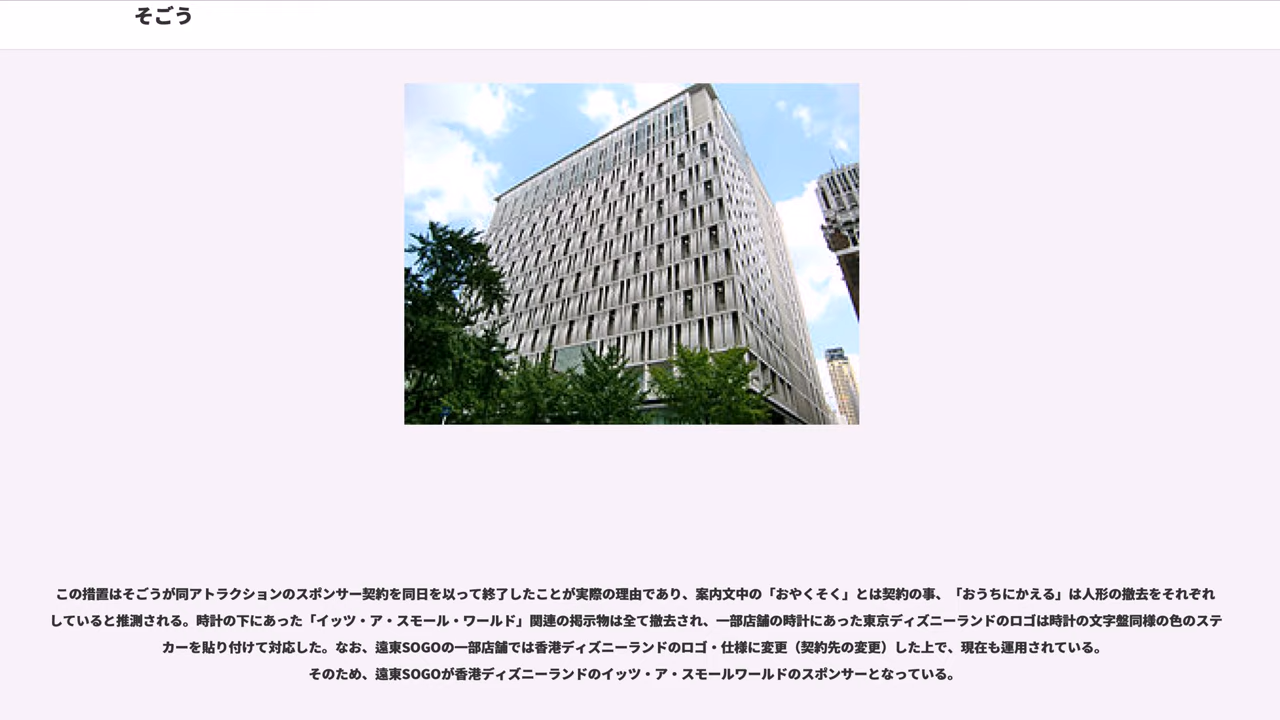 そごう
この措置はそごうが同アトラクションのスポンサー契約を同日を以って終了したことが実際の理由であり、案内文中の「おやくそく」とは契約の事、「おうちにかえる」は人形の撤去をそれぞれ
していると推測される。時計の下にあった「イッツ・ア・スモール・ワールド」関連の掲示物は全て撤去され、一部店舗の時計にあった東京ディズニーランドのロゴは時計の文字盤同様の色のステ
カーを貼り付けて対応した。なお、遠東SOGOの一部店舗では香港ディズニーランドのロゴ・仕様に変更（契約先の変更）した上で、現在も運用されている。
そのため、遠東SOGOが香港ディズニーランドのイッツ・ア・スモールワールドのスポンサーとなっている。